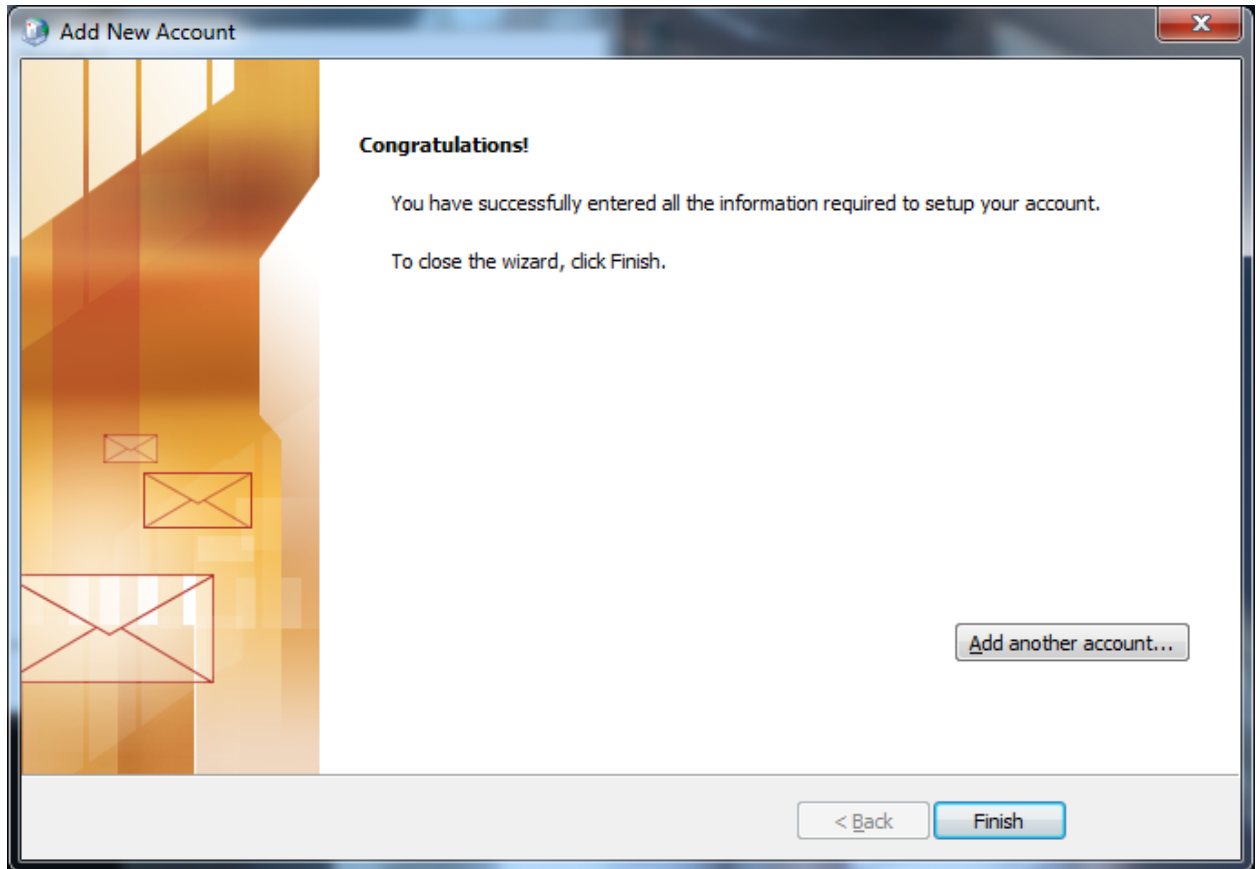 Add New Account
Congratulations!
You have successfully entered all the information required to setup your account.
To close the wizard, click Finish.
Add another account...
< Back
Finish